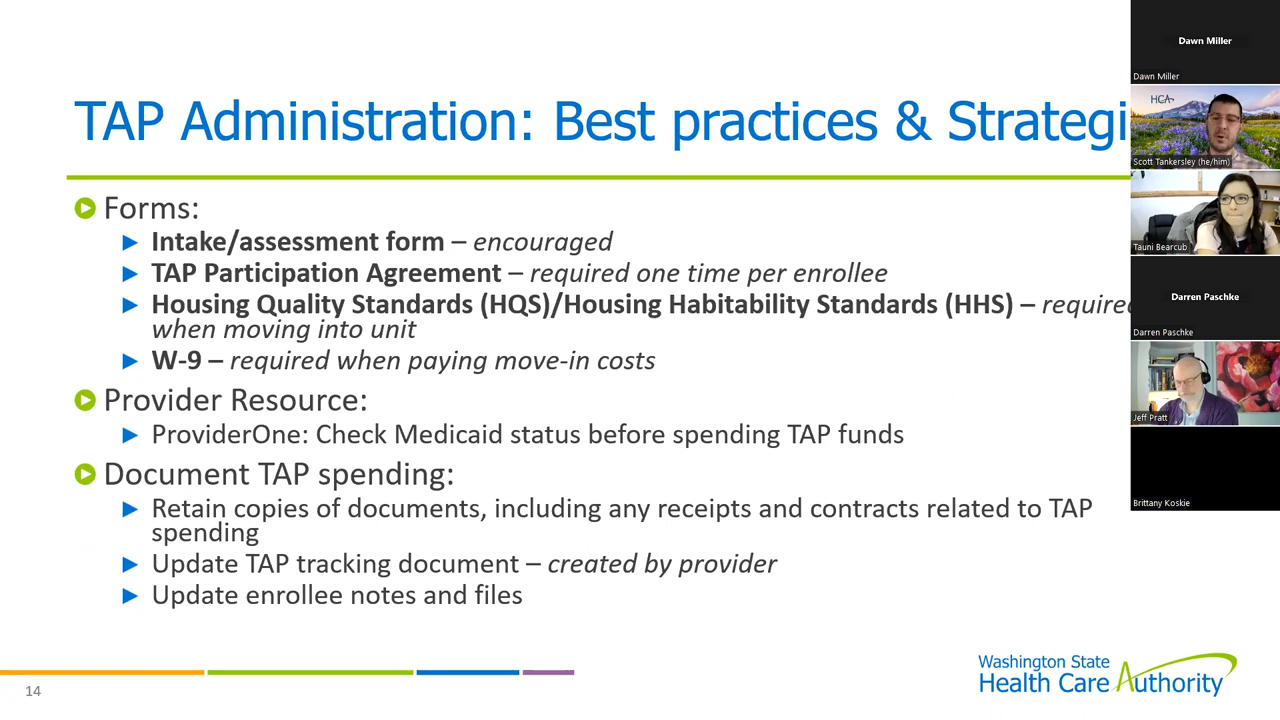 TAP Administration: Best practices & Strategi
Forms:
Intake/assessment form – encouraged
TAP Participation Agreement – required one time per enrollee
Housing Quality Standards (HQS)/Housing Habitability Standards (HHS) – required
when moving into unit
W-9 – required when paying move-in costs
Provider Resource:
ProviderOne: Check Medicaid status before spending TAP funds
Document TAP spending:
Retain copies of documents, including any receipts and contracts related to TAP
spending
Update TAP tracking document – created by provider
Update enrollee notes and files
14
Washington State
Health Care Authority
Dawn Miller
Dawn Miller
HCA
Scott Tankersley (he/him)
Tauni Bearcub
Darren Paschke
Darren Paschke
Jeff Pratt
Brittany Koskie